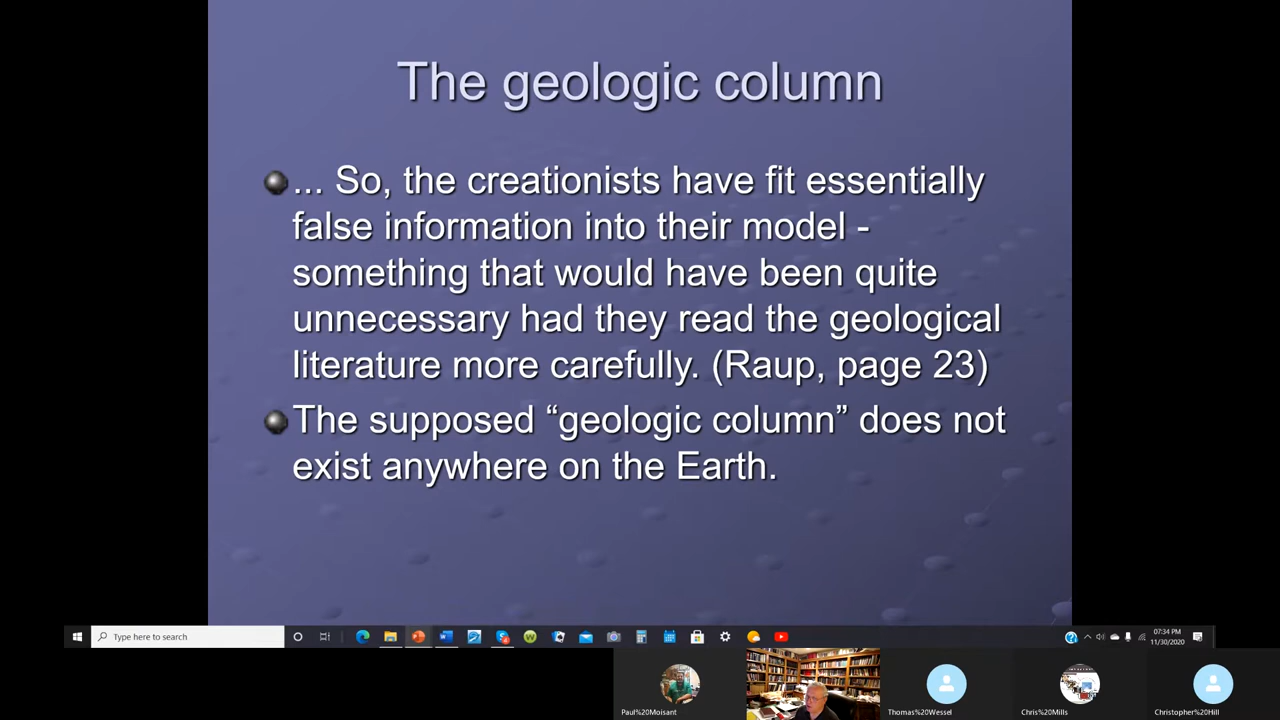 The geologic column
... So, the creationists have fit essentially
false information into their model -
something that would have been quite
unnecessary had they read the geological
literature more carefully. (Raup, page 23)
The supposed “geologic column” does not
exist anywhere on the Earth.
Type here to search
07:34 PM
11/30/2020
Paul%20Moisant
Thomas%20Wessel
Chris%20Mills
Christopher%20Hill